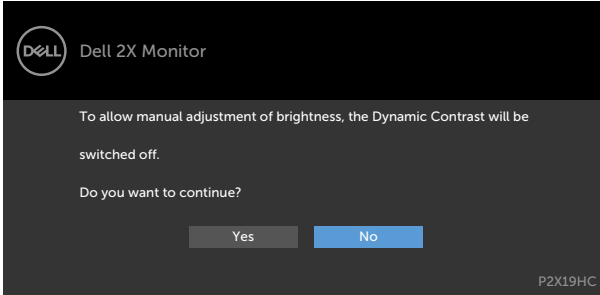 DELL
Dell 2X Monitor
To allow manual adjustment of brightness, the Dynamic Contrast will be
switched off.
Do you want to continue?
Yes No
P2X19HC